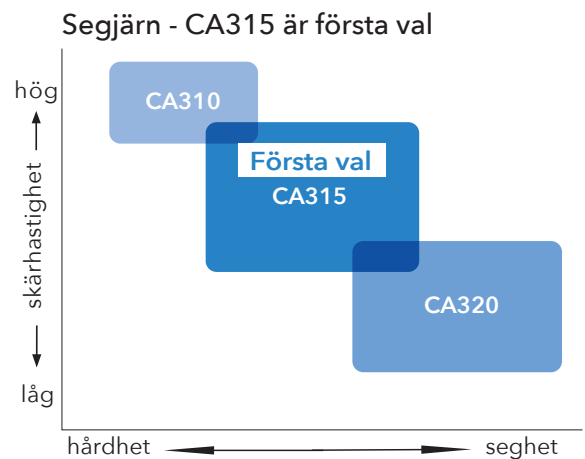 Segjärn - CA315 är första val
hög
skärhastighet
låg
CA310
Första val
CA315
CA320
hårdhet
seghet